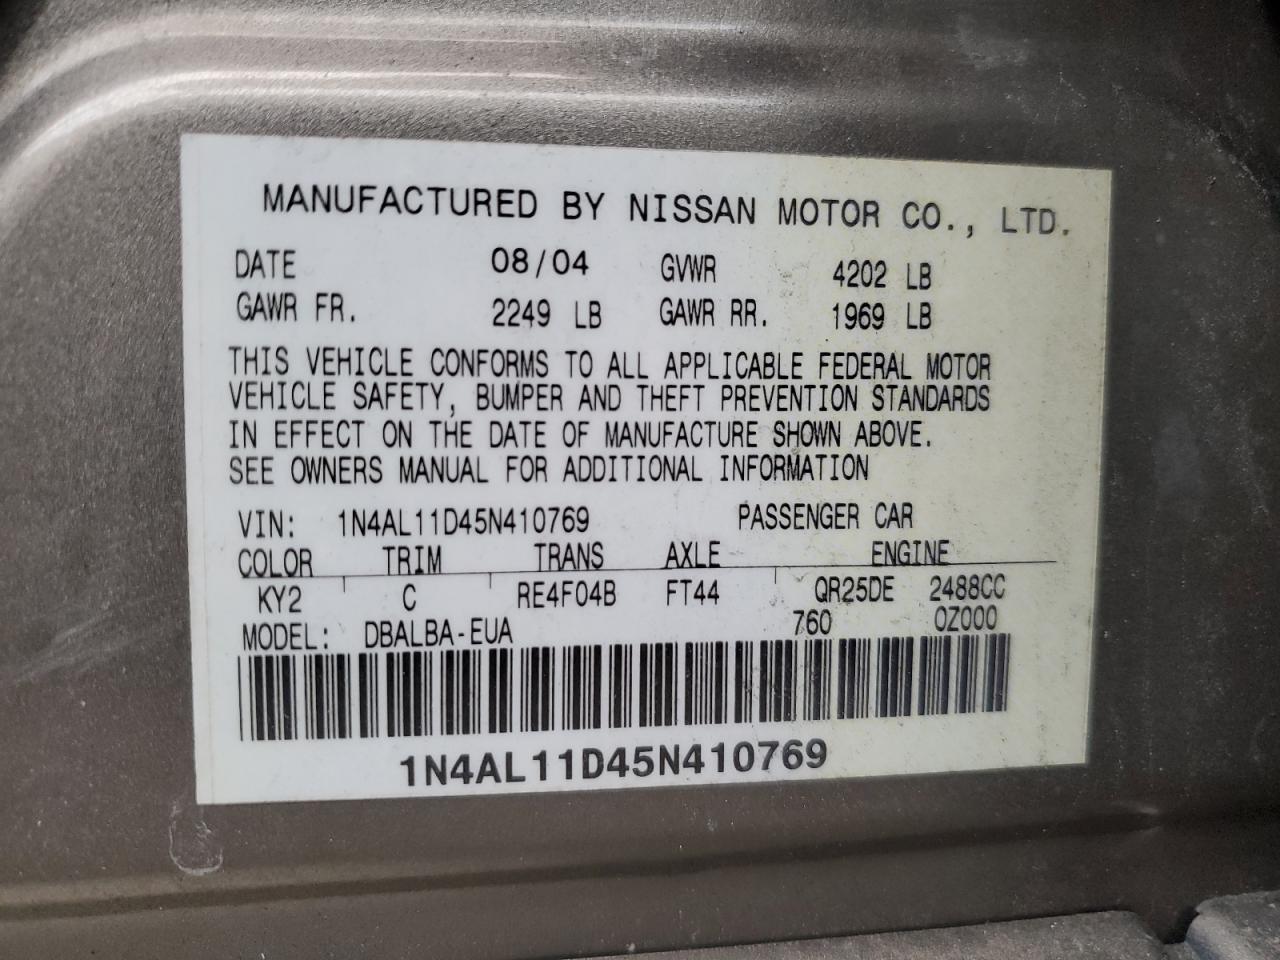 MANUFACTURED BY NISSAN MOTOR CO., LTD.
DATE 08/04 GVWR 4202 LB
GAWR FR. 2249 LB GAWR RR. 1969 LB
THIS VEHICLE CONFORMS TO ALL APPLICABLE FEDERAL MOTOR
VEHICLE SAFETY, BUMPER AND THEFT PREVENTION STANDARDS
IN EFFECT ON THE DATE OF MANUFACTURE SHOWN ABOVE.
SEE OWNERS MANUAL FOR ADDITIONAL INFORMATION
VIN: 1N4AL11D45N410769 PASSENGER CAR
COLOR TRIM TRANS AXLE ENGINE
KY2 C RE4F04B FT44 QR25DE 2488CC
MODEL: DBALBA-EUA 760 0Z000
1N4AL11D45N410769